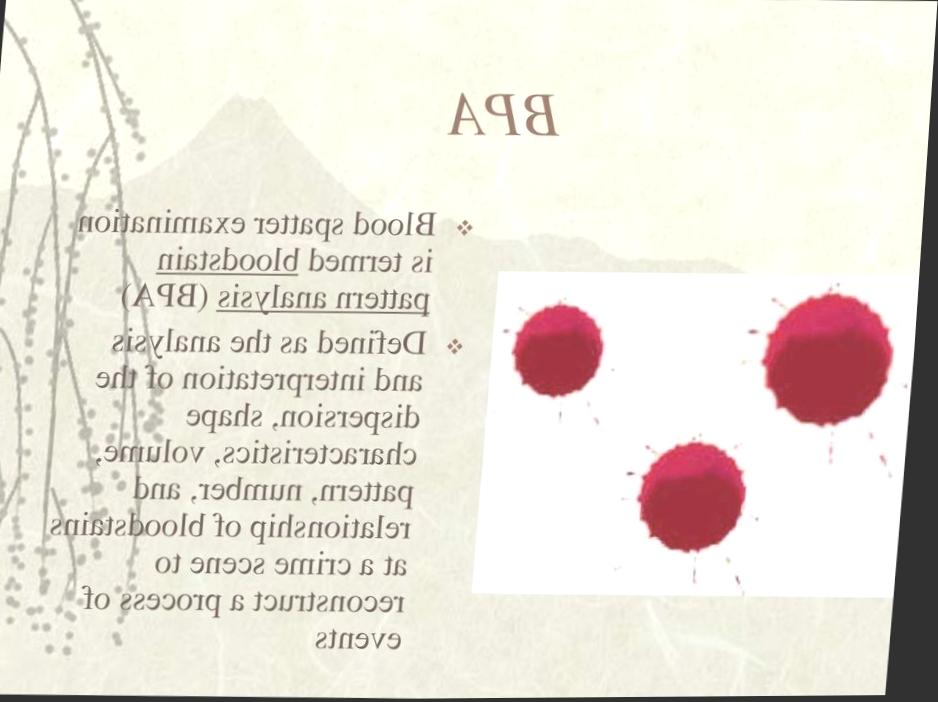 BPA
❖ Blood spatter examination
is termed bloodstain
pattern analysis (BPA)
❖ Defined as the analysis
and interpretation of the
dispersion, shape
characteristics, volume,
pattern, number, and
relationship of bloodstains
at a crime scene to
reconstruct a process of
events